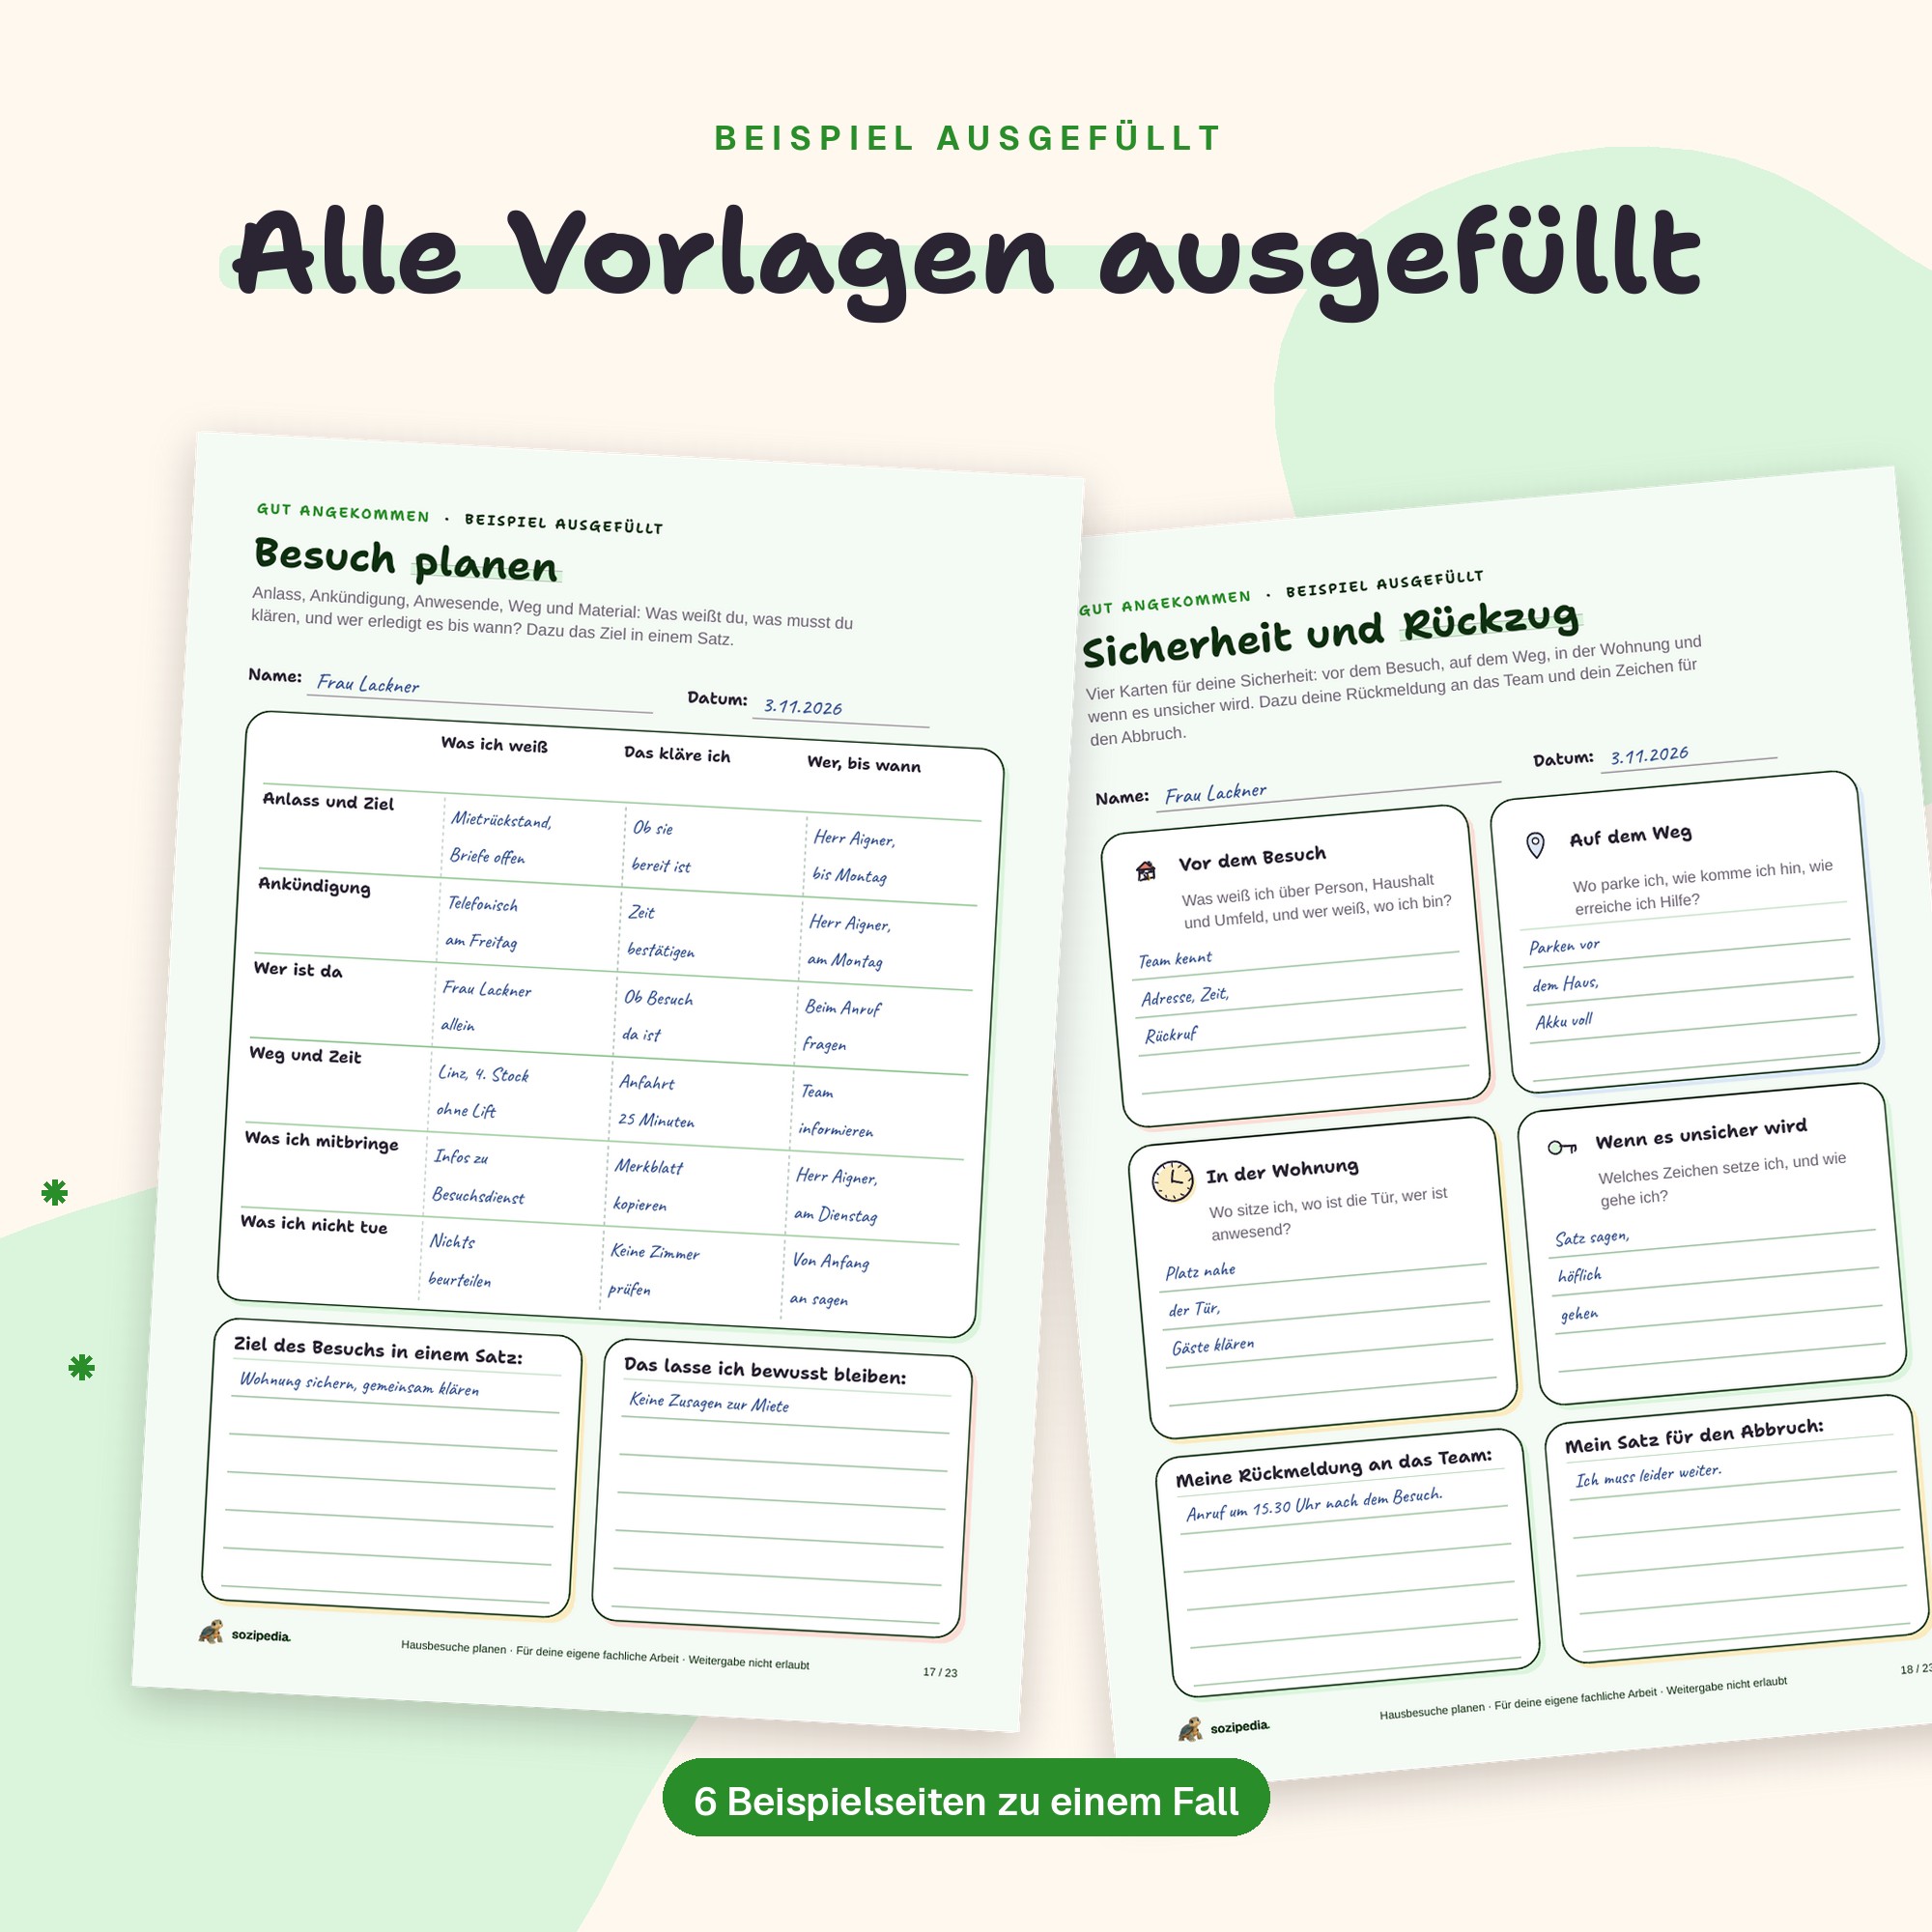 BEISPIEL AUSGEFÜLLT
Alle Vorlagen ausgefüllt
GUT ANGEKOMMEN · BEISPIEL AUSGEFÜLLT
Besuch planen
Anlass, Ankündigung, Anwesende, Weg und Material: Was weißt du, was musst du
klären, und wer erledigt es bis wann? Dazu das Ziel in einem Satz.
Name: Frau Lackner Datum: 3.11.2026
Was ich weiß Das kläre ich Wer, bis wann
Anlass und Ziel
Mietrückstand, Ob sie Herr Aigner,
Briefe offen bereit ist bis Montag
Ankündigung
Telefonisch Zeit Herr Aigner,
am Freitag bestätigen am Montag
Wer ist da
Frau Lackner Ob Besuch Beim Anruf
allein da ist fragen
Weg und Zeit
Linz, 4. Stock Anfahrt Team
ohne Lift 25 Minuten informieren
Was ich mitbringe
Infos zu Merkblatt Herr Aigner,
Besuchsdienst kopieren am Dienstag
Was ich nicht tue
Nichts Keine Zimmer Von Anfang
beurteilen prüfen an sagen
Ziel des Besuchs in einem Satz:
Wohnung sichern, gemeinsam klären
Das lasse ich bewusst bleiben:
Keine Zusagen zur Miete
sozipedia.
Hausbesuche planen · Für deine eigene fachliche Arbeit · Weitergabe nicht erlaubt
17 / 23
GUT ANGEKOMMEN · BEISPIEL AUSGEFÜLLT
Sicherheit und Rückzug
Vier Karten für deine Sicherheit: vor dem Besuch, auf dem Weg, in der Wohnung und
wenn es unsicher wird. Dazu deine Rückmeldung an das Team und dein Zeichen für
den Abbruch.
Name: Frau Lackner Datum: 3.11.2026
Vor dem Besuch
Was weiß ich über Person, Haushalt
und Umfeld, und wer weiß, wo ich bin?
Team kennt
Adresse, Zeit,
Rückruf
Auf dem Weg
Wo parke ich, wie komme ich hin, wie
erreiche ich Hilfe?
Parken vor
dem Haus,
Akku voll
In der Wohnung
Wo sitze ich, wo ist die Tür, wer ist
anwesend?
Platz nahe
der Tür,
Gäste klären
Wenn es unsicher wird
Welches Zeichen setze ich, und wie
gehe ich?
Satz sagen,
höflich
gehen
Meine Rückmeldung an das Team:
Anruf um 15.30 Uhr nach dem Besuch.
Mein Satz für den Abbruch:
Ich muss leider weiter.
sozipedia.
Hausbesuche planen · Für deine eigene fachliche Arbeit · Weitergabe nicht erlaubt
18 / 23
6 Beispielseiten zu einem Fall